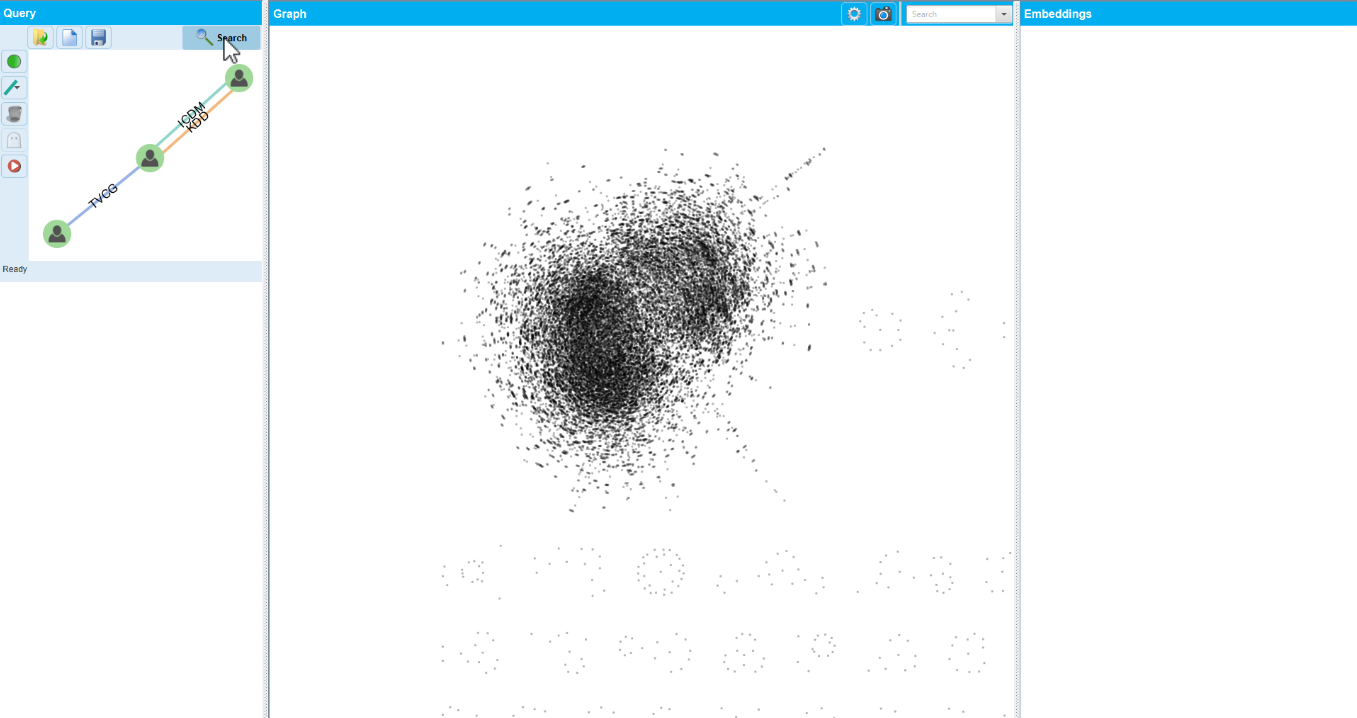 Query
Graph
Search
Embeddings
Search
ICDM
KDD
TVCG
Ready